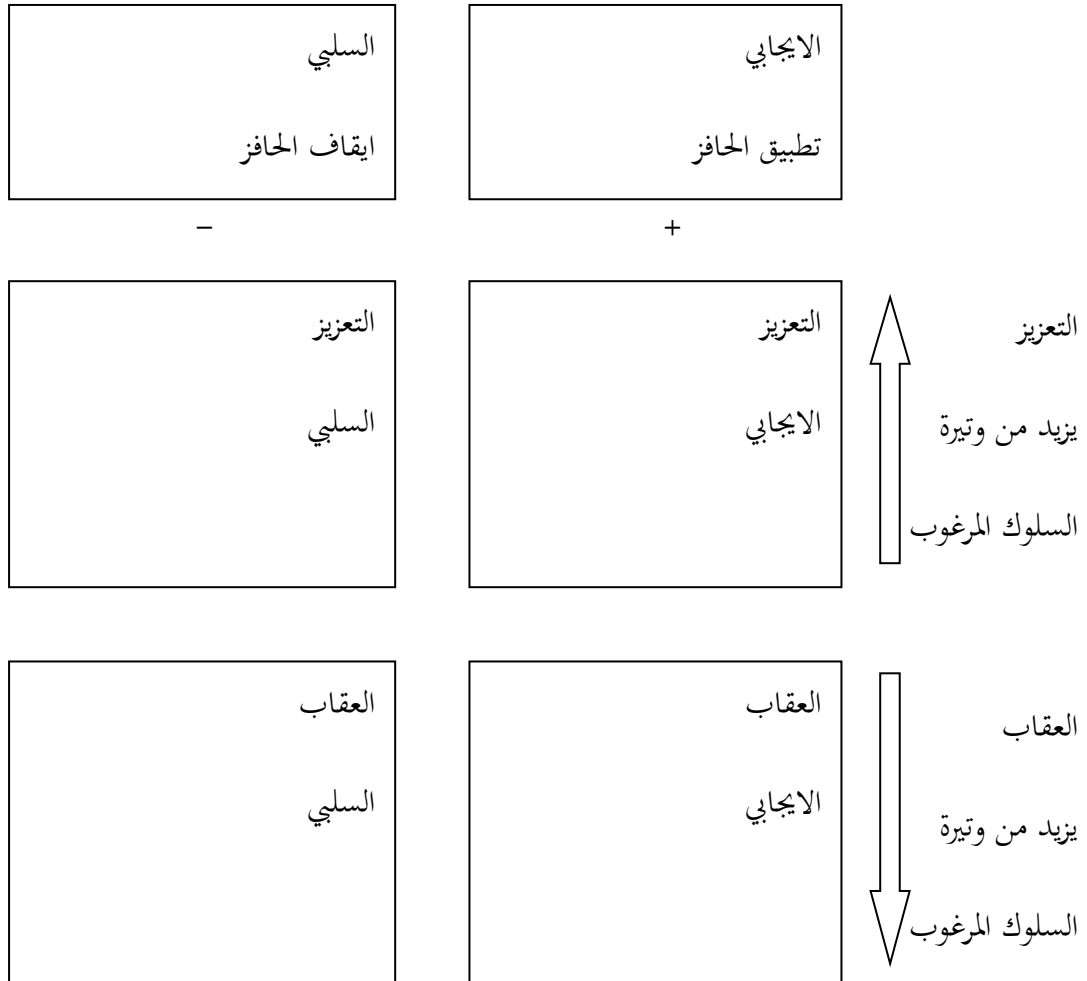 الايجابي
تطبيق الحافز
+
السلبي
ايقاف الحافز
–
التعزيز
يزيد من وتيرة
السلوك المرغوب
التعزيز
الايجابي
التعزيز
السلبي
العقاب
يزيد من وتيرة
السلوك المرغوب
العقاب
الايجابي
العقاب
السلبي